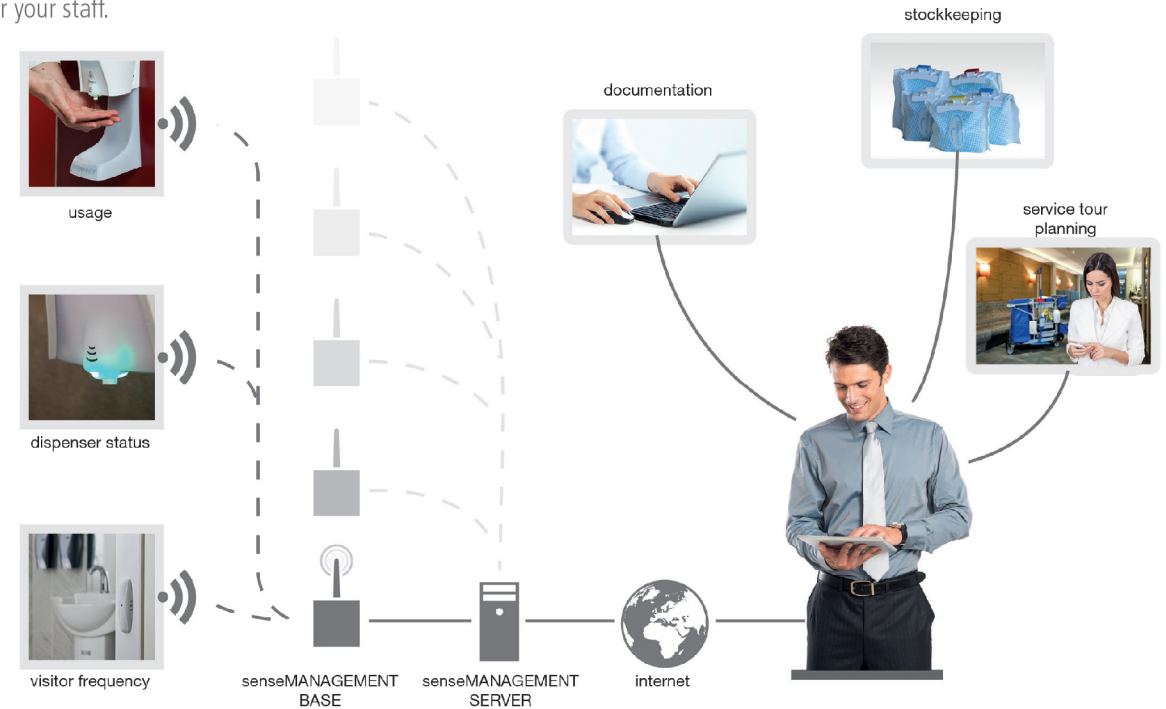 r your staff.
stockkeeping
documentation
service tour
planning
usage
dispenser status
visitor frequency
senseMANAGEMENT
BASE
senseMANAGEMENT
SERVER
internet